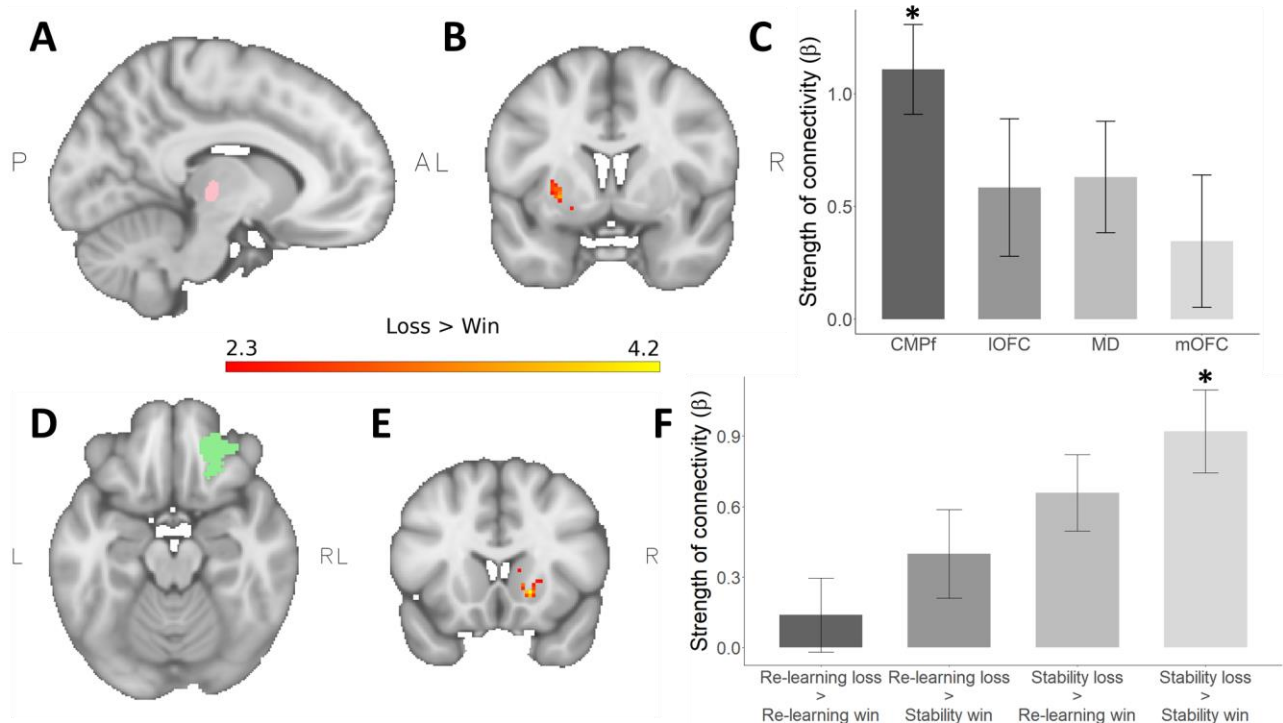 A
B
C
P
A L
R
*
Strength of connectivity (β)
1.0
0.5
0.0
CMPf
lOFC
MD
mOFC
Loss > Win
2.3
4.2
D
E
F
L
R L
R
*
Strength of connectivity (β)
0.9
0.6
0.3
0.0
Re-learning loss
>
Re-learning win
Re-learning loss
>
Stability win
Stability loss
>
Re-learning win
Stability loss
>
Stability win